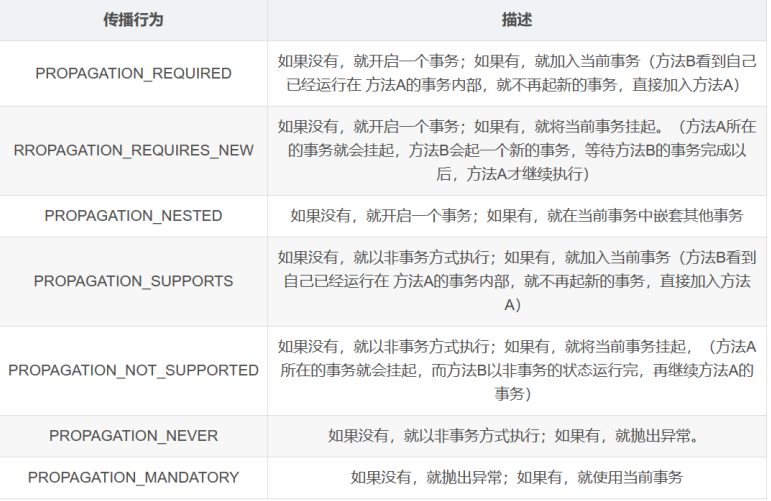 传播行为
描述
PROPAGATION_REQUIRED
如果没有，就开启一个事务；如果有，就加入当前事务（方法B看到自己
已经运行在 方法A的事务内部，就不再起新的事务，直接加入方法A）
RROPAGATION_REQUIRES_NEW
如果没有，就开启一个事务；如果有，就将当前事务挂起。（方法A所在
的事务就会挂起，方法B会起一个新的事务，等待方法B的事务完成以
后，方法A才继续执行）
PROPAGATION_NESTED
如果没有，就开启一个事务；如果有，就在当前事务中嵌套其他事务
PROPAGATION_SUPPORTS
如果没有，就以非事务方式执行；如果有，就加入当前事务（方法B看到
自己已经运行在 方法A的事务内部，就不再起新的事务，直接加入方法
A）
PROPAGATION_NOT_SUPPORTED
如果没有，就以非事务方式执行；如果有，就将当前事务挂起，（方法A
所在的事务就会挂起，而方法B以非事务的状态运行完，再继续方法A的
事务）
PROPAGATION_NEVER
如果没有，就以非事务方式执行；如果有，就抛出异常。
PROPAGATION_MANDATORY
如果没有，就抛出异常；如果有，就使用当前事务